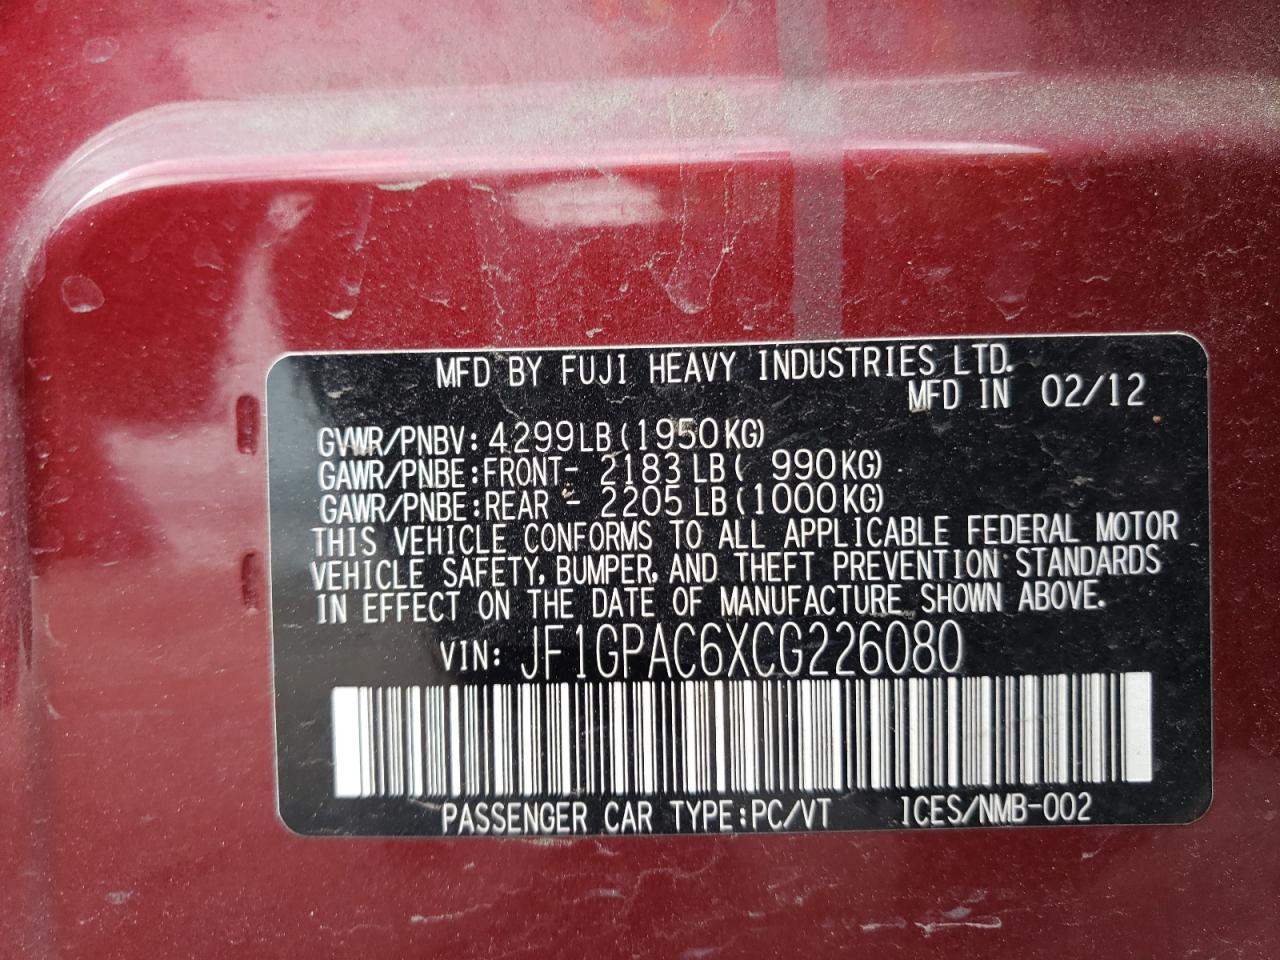 MFD BY FUJI HEAVY INDUSTRIES LTD.
MFD IN 02/12
GVWR/PNBV: 4299LB (1950KG)
GAWR/PNBE:FRONT- 2183 LB ( 990KG)
GAWR/PNBE:REAR - 2205 LB (1000KG)
THIS VEHICLE CONFORMS TO ALL APPLICABLE FEDERAL MOTOR
VEHICLE SAFETY, BUMPER, AND THEFT PREVENTION STANDARDS
IN EFFECT ON THE DATE OF MANUFACTURE SHOWN ABOVE.
VIN: JF1GPAC6XCG226080
PASSENGER CAR TYPE:PC/VT ICES/NMB-002